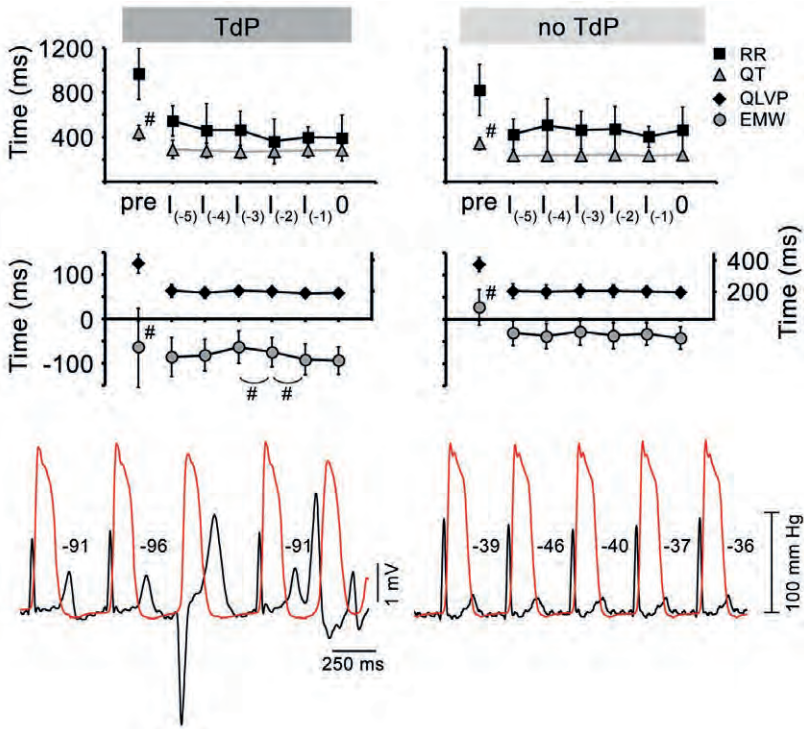 TdP
no TdP
RR
QT
QLVP
EMW
Time (ms)
1200
800
400
#
pre I(-5) I(-4) I(-3) I(-2) I(-1) 0
#
pre I(-5) I(-4) I(-3) I(-2) I(-1) 0
Time (ms)
100
0
-100
#
# #
#
400
200
Time (ms)
-91 -96 -91
1 mV
250 ms
-39 -46 -40 -37 -36
100 mm Hg